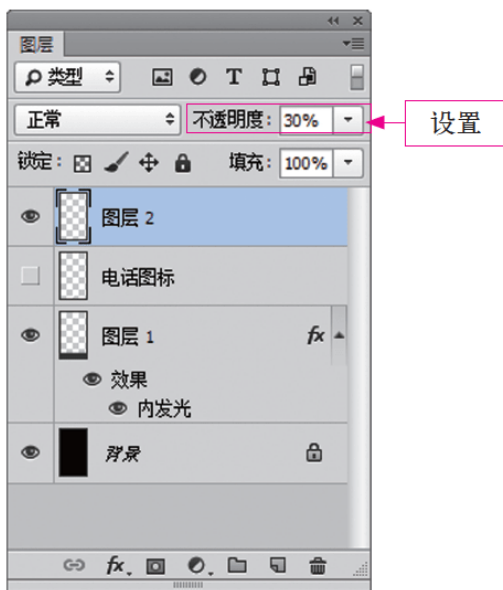 图层
类型
正常 不透明度: 30% 设置
锁定: 填充: 100%
图层 2
电话图标
图层 1 fx
效果
内发光
背景
fx